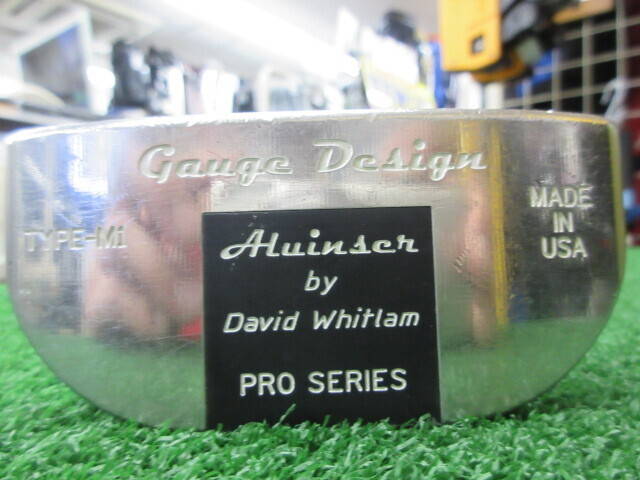 Gauge Design
TYPE-Mi
MADE
IN
USA
Aluinser
by
David Whitlam
PRO SERIES